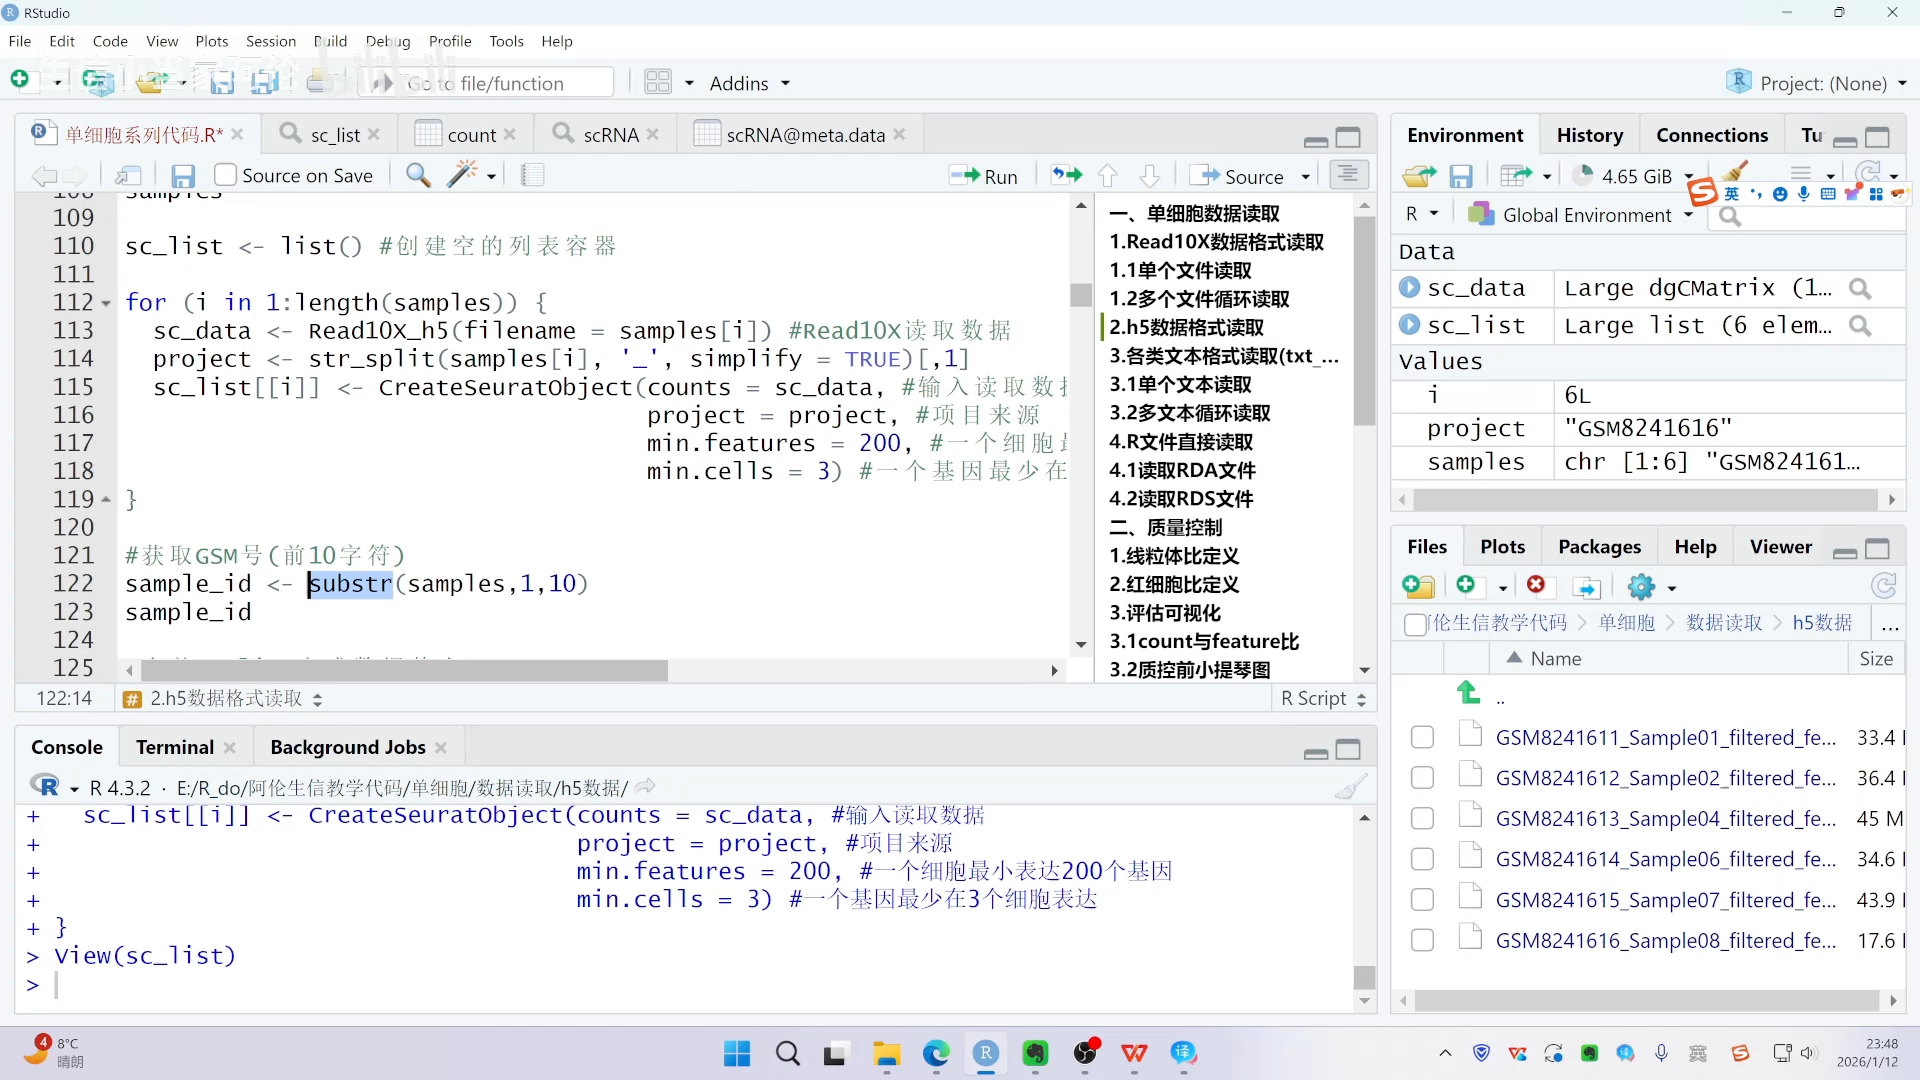 RStudio
File Edit Code View Plots Session Build Debug Profile Tools Help
Go to file/function
Addins
Project: (None)
单细胞系列代码.R*
sc_list
count
scRNA
scRNA@meta.data
Source on Save
Run
Source
109
110 sc_list <- list() #创建空的列表容器
111
112 for (i in 1:length(samples)) {
113 sc_data <- Read10X_h5(filename = samples[i]) #Read10X读取数据
114 project <- str_split(samples[i], '_', simplify = TRUE)[,1]
115 sc_list[[i]] <- CreateSeuratObject(counts = sc_data, #输入读取数据
116 project = project, #项目来源
117 min.features = 200, #一个细胞最
118 min.cells = 3) #一个基因最少在
119 }
120
121 #获取GSM号(前10字符)
122 sample_id <- substr(samples,1,10)
123 sample_id
124
125
122:14
# 2.h5数据格式读取
R Script
一、单细胞数据读取
1.Read10X数据格式读取
1.1单个文件读取
1.2多个文件循环读取
2.h5数据格式读取
3.各类文本格式读取(txt_...
3.1单个文本读取
3.2多文本循环读取
4.R文件直接读取
4.1读取RDA文件
4.2读取RDS文件
二、质量控制
1.线粒体比定义
2.红细胞比定义
3.评估可视化
3.1count与feature比
3.2质控前小提琴图
Console Terminal Background Jobs
R 4.3.2 · E:/R_do/阿伦生信教学代码/单细胞/数据读取/h5数据/
+ sc_list[[i]] <- CreateSeuratObject(counts = sc_data, #输入读取数据
+ project = project, #项目来源
+ min.features = 200, #一个细胞最小表达200个基因
+ min.cells = 3) #一个基因最少在3个细胞表达
+ }
> View(sc_list)
>
Environment History Connections Tu
4.65 GiB
英
R Global Environment
Data
sc_data Large dgCMatrix (1...
sc_list Large list (6 elem...
Values
i 6L
project "GSM8241616"
samples chr [1:6] "GSM824161...
Files Plots Packages Help Viewer
伦生信教学代码 > 单细胞 > 数据读取 > h5数据 ...
Name Size
..
GSM8241611_Sample01_filtered_fe... 33.4
GSM8241612_Sample02_filtered_fe... 36.4
GSM8241613_Sample04_filtered_fe... 45 M
GSM8241614_Sample06_filtered_fe... 34.6
GSM8241615_Sample07_filtered_fe... 43.9
GSM8241616_Sample08_filtered_fe... 17.6
4
8°C
晴朗
译
英
23:48
2026/1/12